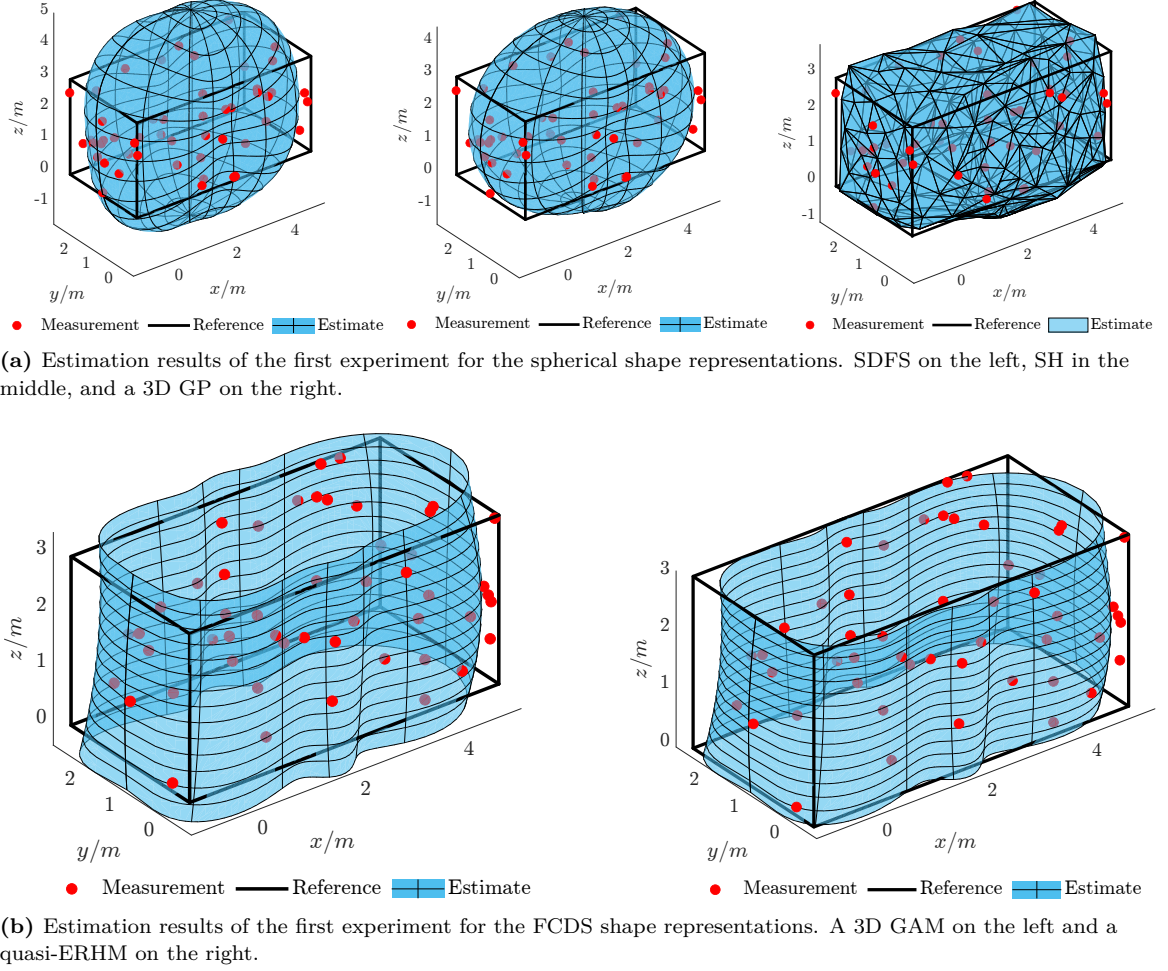 5
4
3
2
1
0
-1
z/m
2
1
0
y/m
0
2
4
x/m
4
3
2
1
0
-1
z/m
2
1
0
y/m
0
2
4
x/m
4
3
2
1
0
-1
z/m
2
1
0
y/m
0
2
4
x/m
Measurement Reference Estimate
Measurement Reference Estimate
Measurement Reference Estimate
(a) Estimation results of the first experiment for the spherical shape representations. SDFS on the left, SH in the
middle, and a 3D GP on the right.
3
2
1
0
z/m
2
1
0
y/m
0
2
4
x/m
3
2
1
0
z/m
2
1
0
y/m
0
2
4
x/m
Measurement Reference Estimate
Measurement Reference Estimate
(b) Estimation results of the first experiment for the FCDS shape representations. A 3D GAM on the left and a
quasi-ERHM on the right.